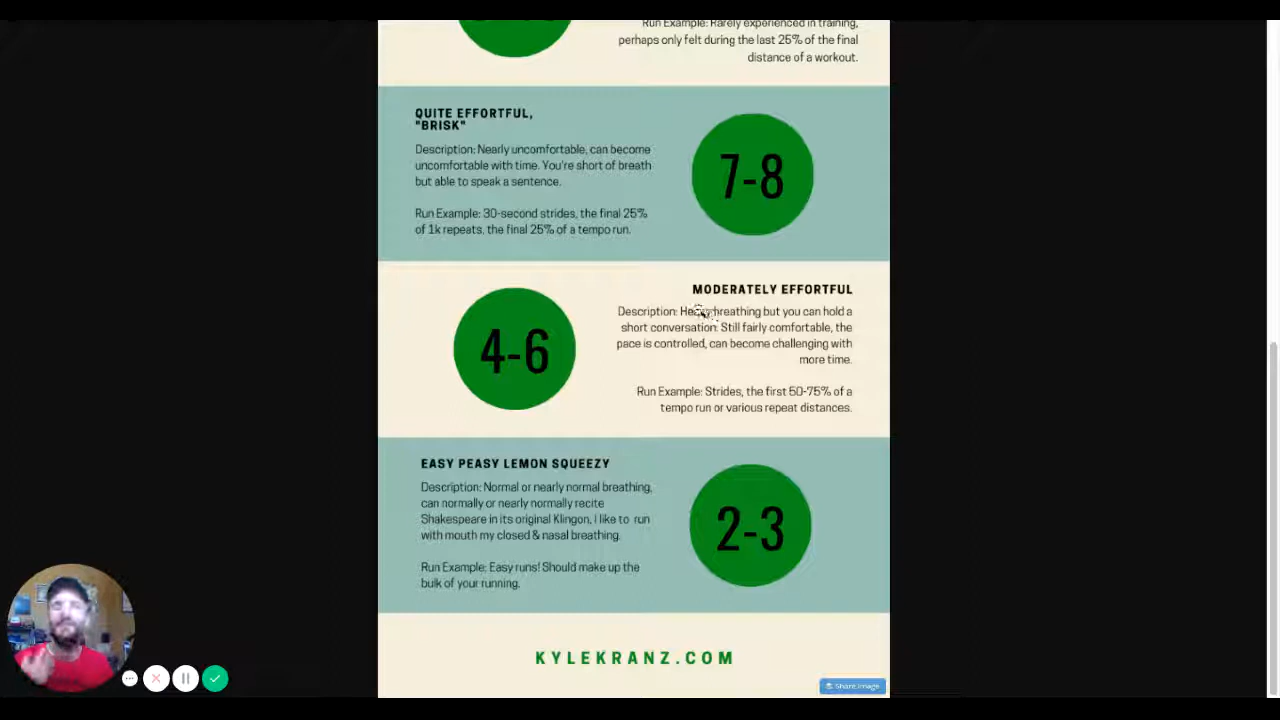 Run Example: Rarely experienced in training,
perhaps only felt during the last 25% of the final
distance of a workout.
QUITE EFFORTFUL,
"BRISK"
Description: Nearly uncomfortable, can become
uncomfortable with time. You're short of breath
but able to speak a sentence.
Run Example: 30-second strides, the final 25%
of 1k repeats, the final 25% of a tempo run.
7-8
MODERATELY EFFORTFUL
Description: Heavy breathing but you can hold a
short conversation. Still fairly comfortable, the
pace is controlled, can become challenging with
more time.
Run Example: Strides, the first 50-75% of a
tempo run or various repeat distances.
4-6
EASY PEASY LEMON SQUEEZY
Description: Normal or nearly normal breathing,
can normally or nearly normally recite
Shakespeare in its original Klingon, I like to run
with mouth my closed & nasal breathing.
Run Example: Easy runs! Should make up the
bulk of your running.
2-3
KYLEKRANZ.COM
Share Image